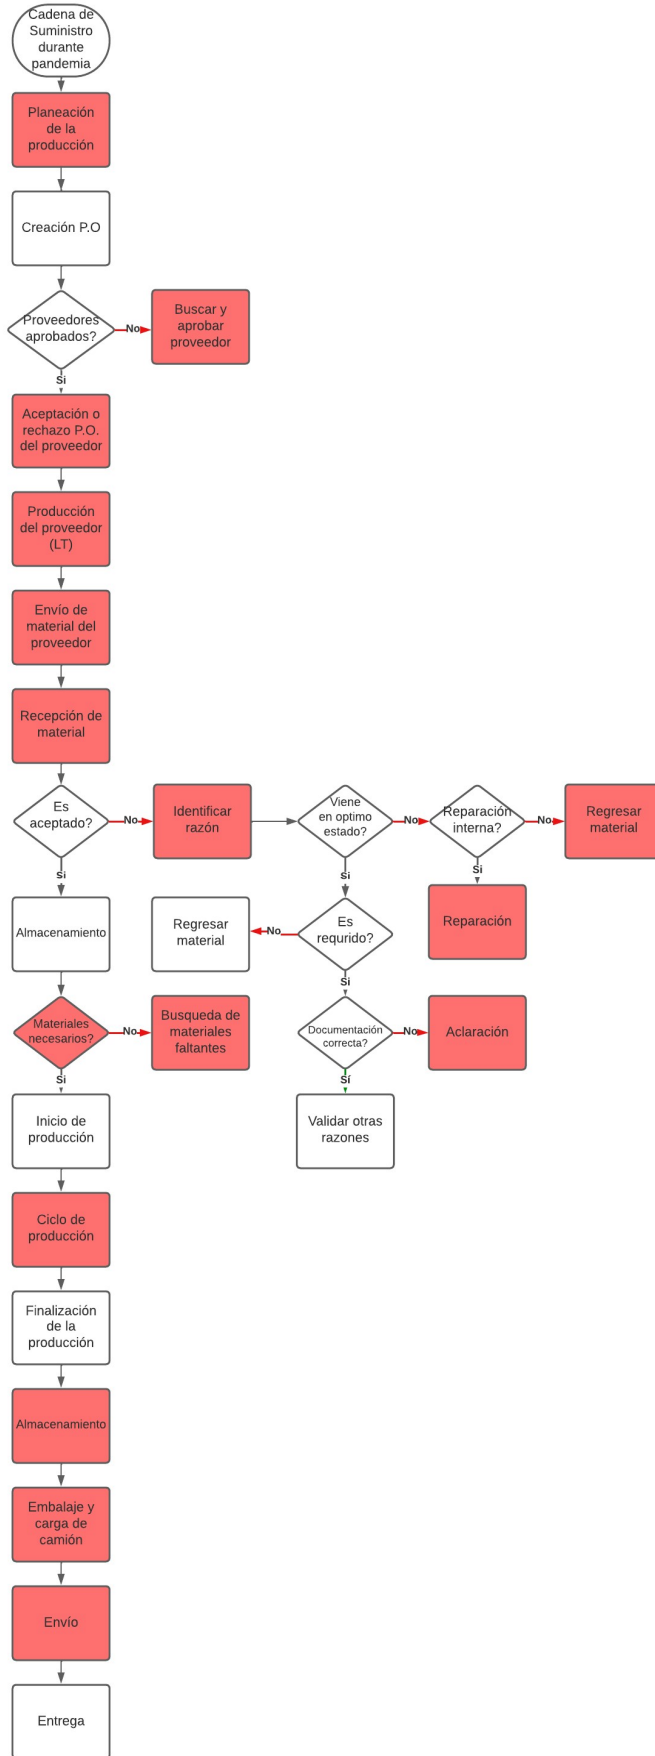 Cadena de
Suministro
durante
pandemia
Planeación
de la
producción
Creación P.O
Proveedores
aprobados?
No
Buscar y
aprobar
proveedor
Si
Aceptación o
rechazo P.O.
del proveedor
Producción
del proveedor
(LT)
Envío de
material del
proveedor
Recepción de
material
Es
aceptado?
No
Identificar
razón
Viene
en optimo
estado?
No
Reparación
interna?
No
Regresar
material
Si
Si
Si
Reparación
Almacenamiento
Regresar
material
No
Es
requrido?
Si
Materiales
necesarios?
No
Busqueda de
materiales
faltantes
Documentación
correcta?
No
Aclaración
Si
Sí
Inicio de
producción
Validar otras
razones
Ciclo de
producción
Finalización
de la
producción
Almacenamiento
Embalaje y
carga de
camión
Envío
Entrega